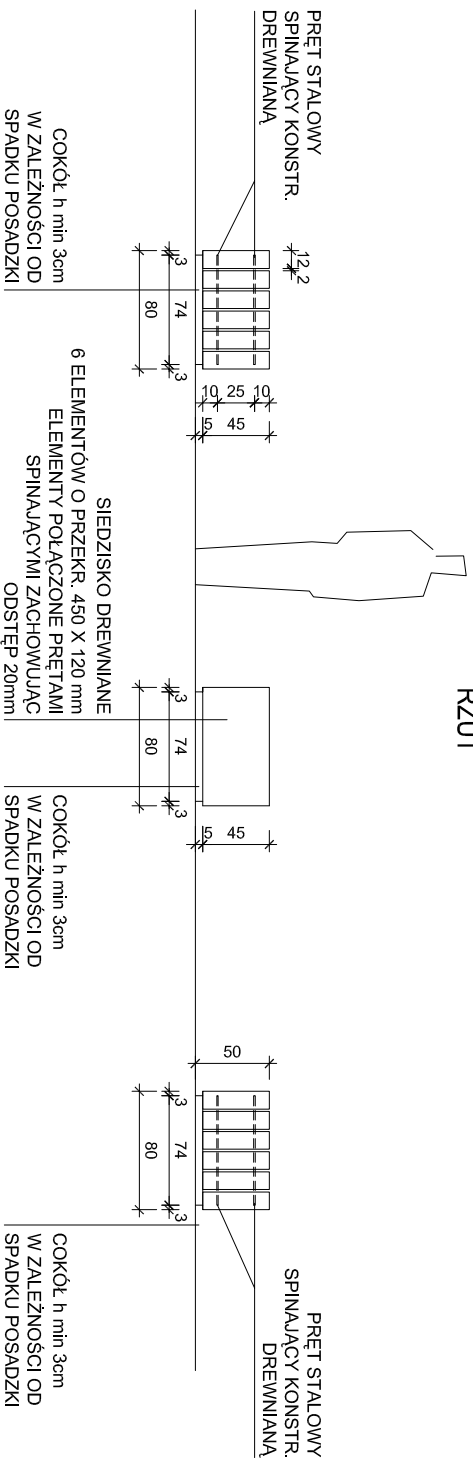 RZUT
PRĘT STALOWY
SPINAJĄCY KONSTR.
DREWNIANĄ
12 2
10 25 10
5 45
3 74 3
80
COKÓŁ h min 3cm
W ZALEŻNOŚCI OD
SPADKU POSADZKI
5 45
3 74 3
80
SIEDZISKO DREWNIANE
6 ELEMENTÓW O PRZEKR. 450 X 120 mm
ELEMENTY POŁĄCZONE PRĘTAMI
SPINAJĄCYMI ZACHOWUJĄC
ODSTĘP 20mm
COKÓŁ h min 3cm
W ZALEŻNOŚCI OD
SPADKU POSADZKI
PRĘT STALOWY
SPINAJĄCY KONSTR.
DREWNIANĄ
50
3 74 3
80
COKÓŁ h min 3cm
W ZALEŻNOŚCI OD
SPADKU POSADZKI